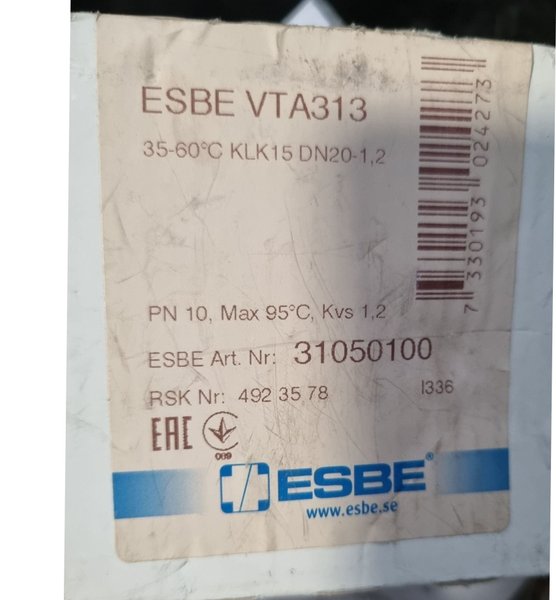 ESBE VTA313
35-60°C KLK15 DN20-1,2
7 330193 024273
PN 10, Max 95°C, Kvs 1,2
ESBE Art. Nr: 31050100
RSK Nr: 492 35 78 I336
EAC
089
ESBE®
www.esbe.se